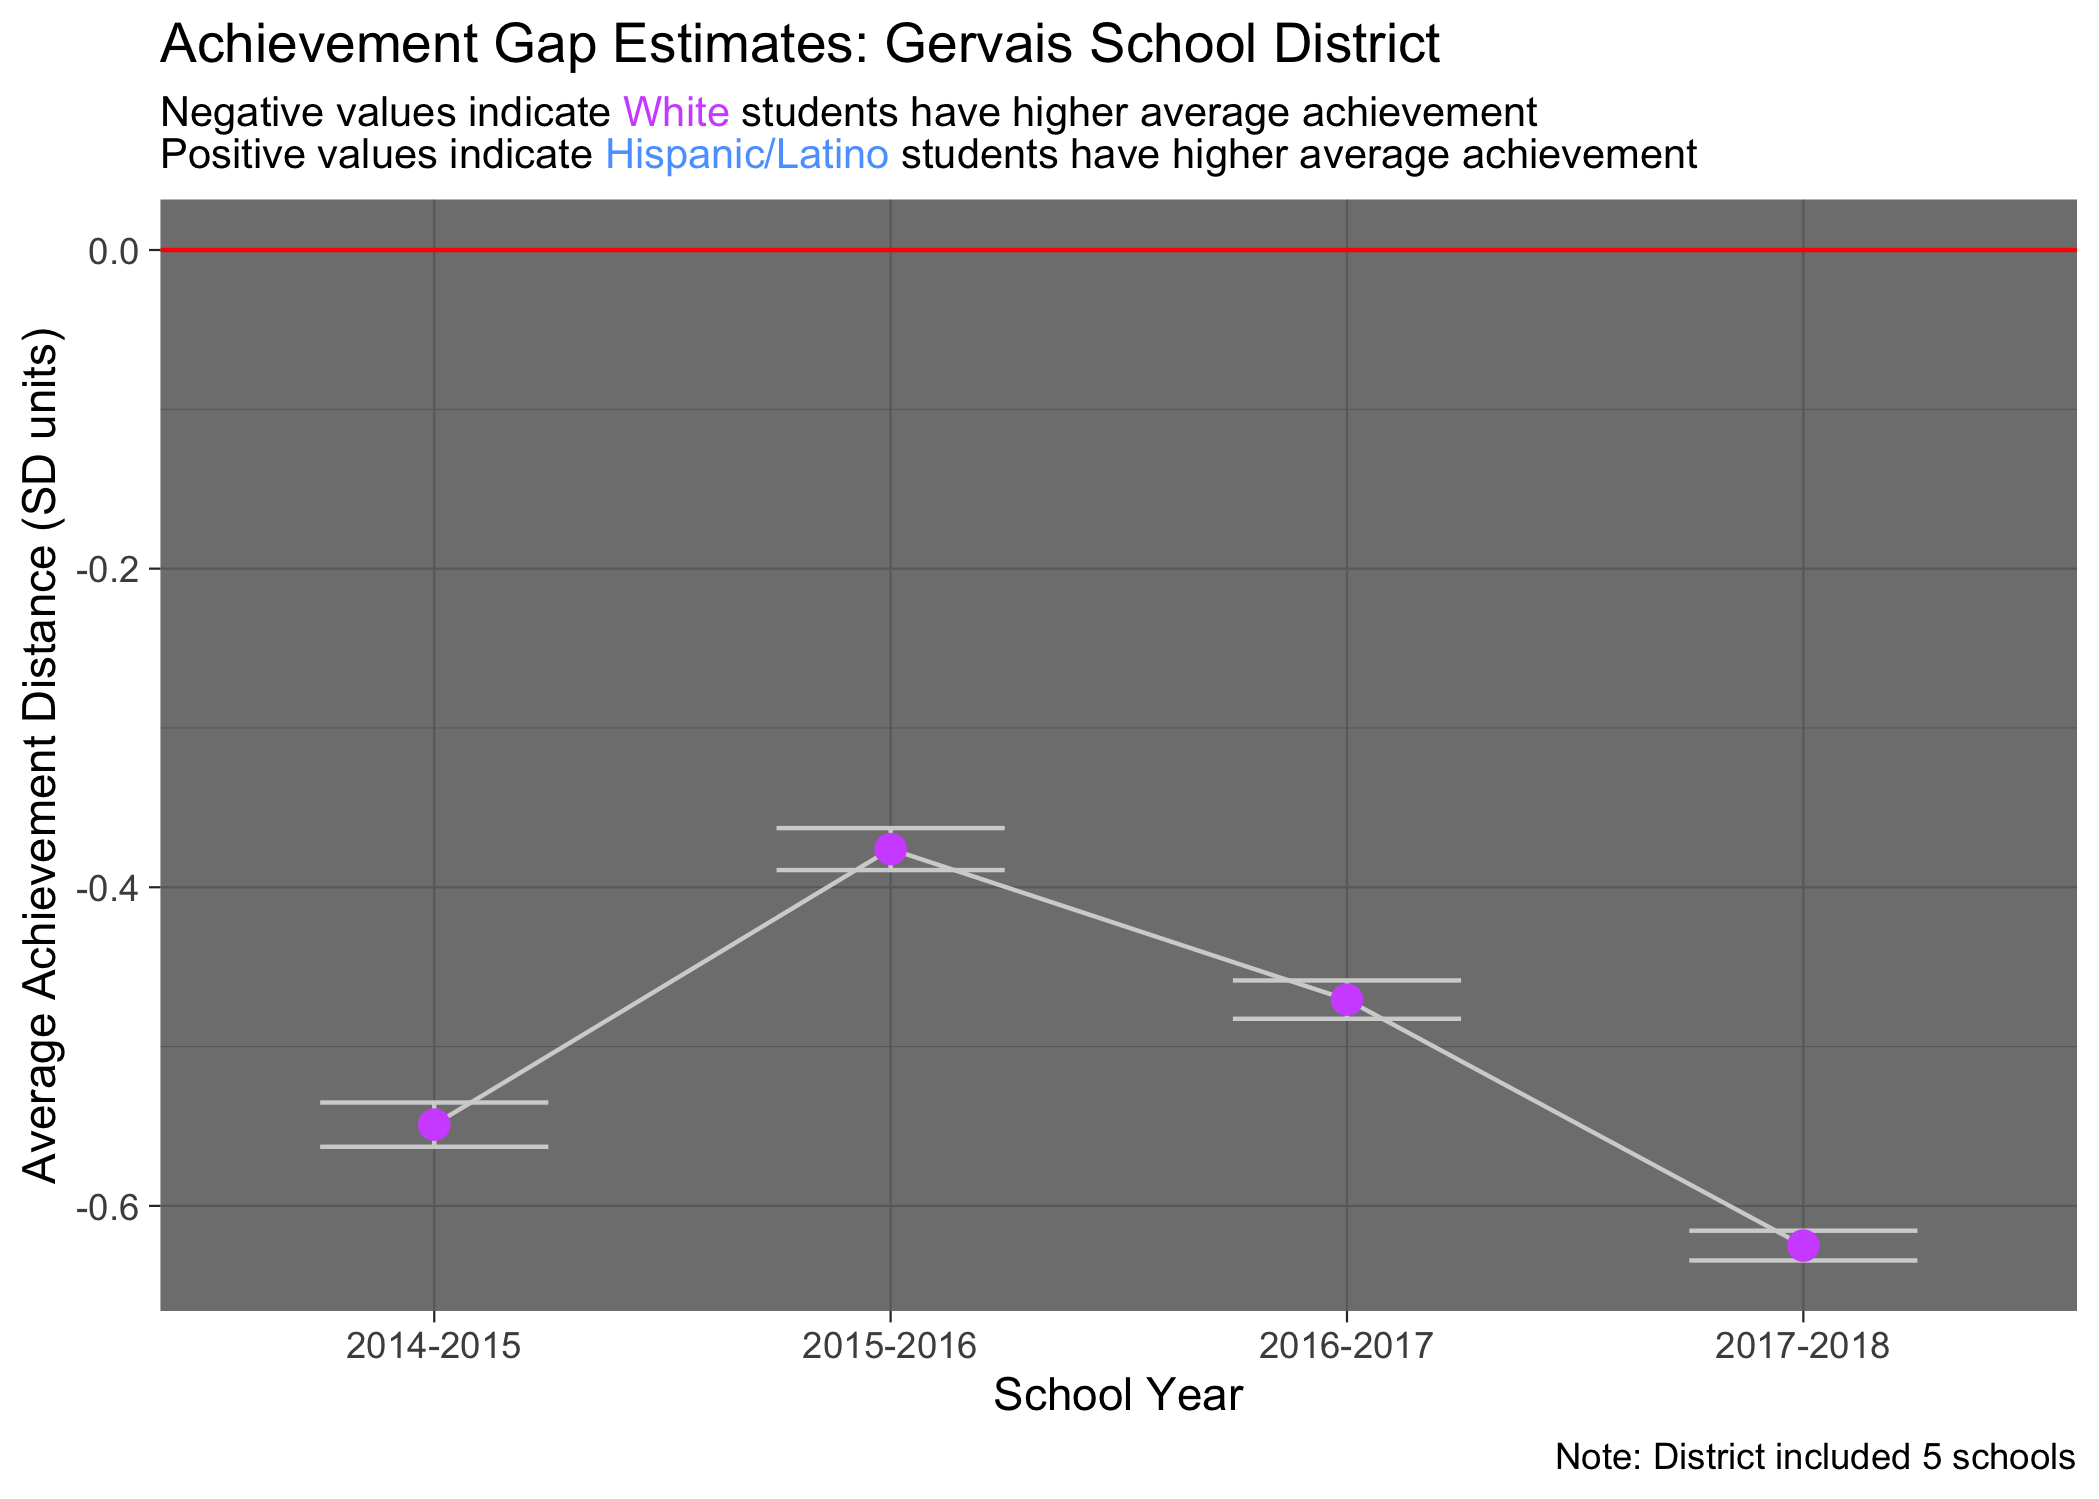 Achievement Gap Estimates: Gervais School District
Negative values indicate White students have higher average achievement
Positive values indicate Hispanic/Latino students have higher average achievement
Average Achievement Distance (SD units)
0.0
-0.2
-0.4
-0.6
2014-2015
2015-2016
2016-2017
2017-2018
School Year
Note: District included 5 schools